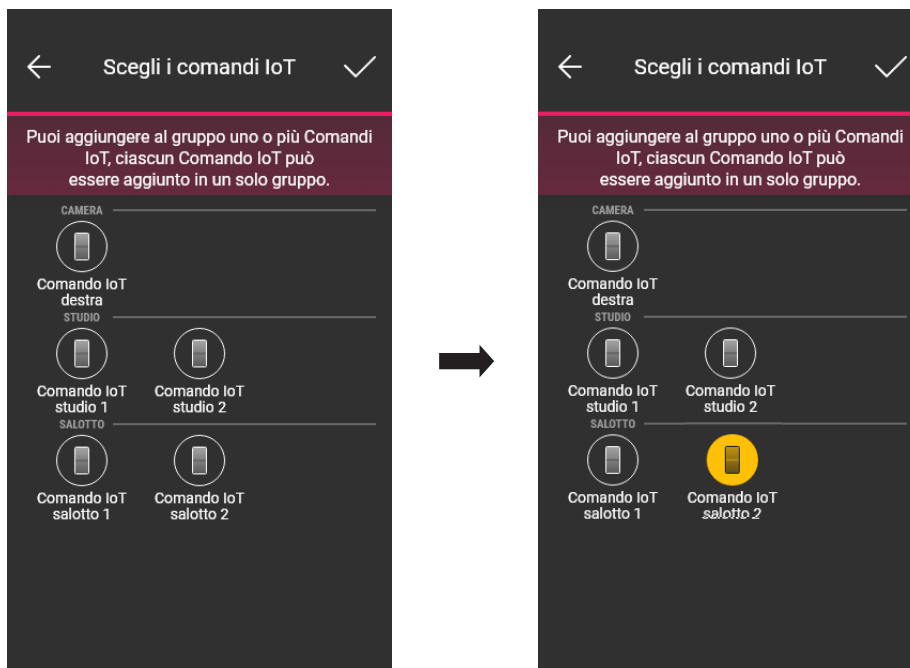 Scegli i comandi IoT
Puoi aggiungere al gruppo uno o più Comandi
IoT, ciascun Comando IoT può
essere aggiunto in un solo gruppo.
CAMERA
Comando IoT
destra
STUDIO
Comando IoT
studio 1
Comando IoT
studio 2
SALOTTO
Comando IoT
salotto 1
Comando IoT
salotto 2
Scegli i comandi IoT
Puoi aggiungere al gruppo uno o più Comandi
IoT, ciascun Comando IoT può
essere aggiunto in un solo gruppo.
CAMERA
Comando IoT
destra
STUDIO
Comando IoT
studio 1
Comando IoT
studio 2
SALOTTO
Comando IoT
salotto 1
Comando IoT
salotto 2